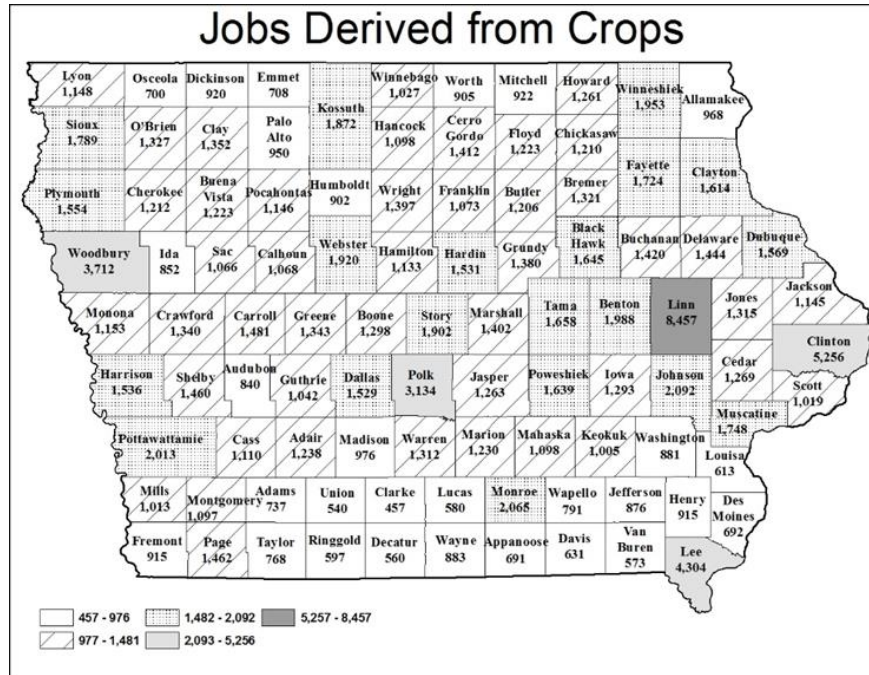 Jobs Derived from Crops
Lyon
1,148
Osceola
700
Dickinson
920
Emmet
708
Kossuth
1,872
Winnebago
1,027
Worth
905
Mitchell
922
Howard
1,261
Winneshiek
1,953
Allamakee
968
Sioux
1,789
O'Brien
1,327
Clay
1,352
Palo
Alto
950
Hancock
1,098
Cerro
Gordo
1,412
Floyd
1,223
Chickasaw
1,210
Fayette
1,724
Clayton
1,614
Plymouth
1,554
Cherokee
1,212
Buena
Vista
1,223
Pocahontas
1,146
Humboldt
902
Wright
1,397
Franklin
1,073
Butler
1,206
Bremer
1,321
Woodbury
3,712
Ida
852
Sac
1,066
Calhoun
1,068
Webster
1,920
Hamilton
1,133
Hardin
1,531
Grundy
1,380
Black
Hawk
1,645
Buchanan
1,420
Delaware
1,444
Dubuque
1,569
Monona
1,153
Crawford
1,340
Carroll
1,481
Greene
1,343
Boone
1,298
Story
1,902
Marshall
1,402
Tama
1,658
Benton
1,988
Linn
8,457
Jones
1,315
Jackson
1,145
Clinton
5,256
Harrison
1,536
Shelby
1,460
Audubon
840
Guthrie
1,042
Dallas
1,529
Polk
3,134
Jasper
1,263
Poweshiek
1,639
Iowa
1,293
Johnson
2,092
Cedar
1,269
Scott
1,019
Muscatine
1,748
Pottawattamie
2,013
Cass
1,110
Adair
1,238
Madison
976
Warren
1,312
Marion
1,230
Mahaska
1,098
Keokuk
1,005
Washington
881
Louisa
613
Mills
1,013
Montgomery
1,097
Adams
737
Union
540
Clarke
457
Lucas
580
Monroe
2,065
Wapello
791
Jefferson
876
Henry
915
Des
Moines
692
Fremont
915
Page
1,462
Taylor
768
Ringgold
597
Decatur
560
Wayne
883
Appanoose
691
Davis
631
Van
Buren
573
Lee
4,304
457 - 976
1,482 - 2,092
5,257 - 8,457
977 - 1,481
2,093 - 5,256